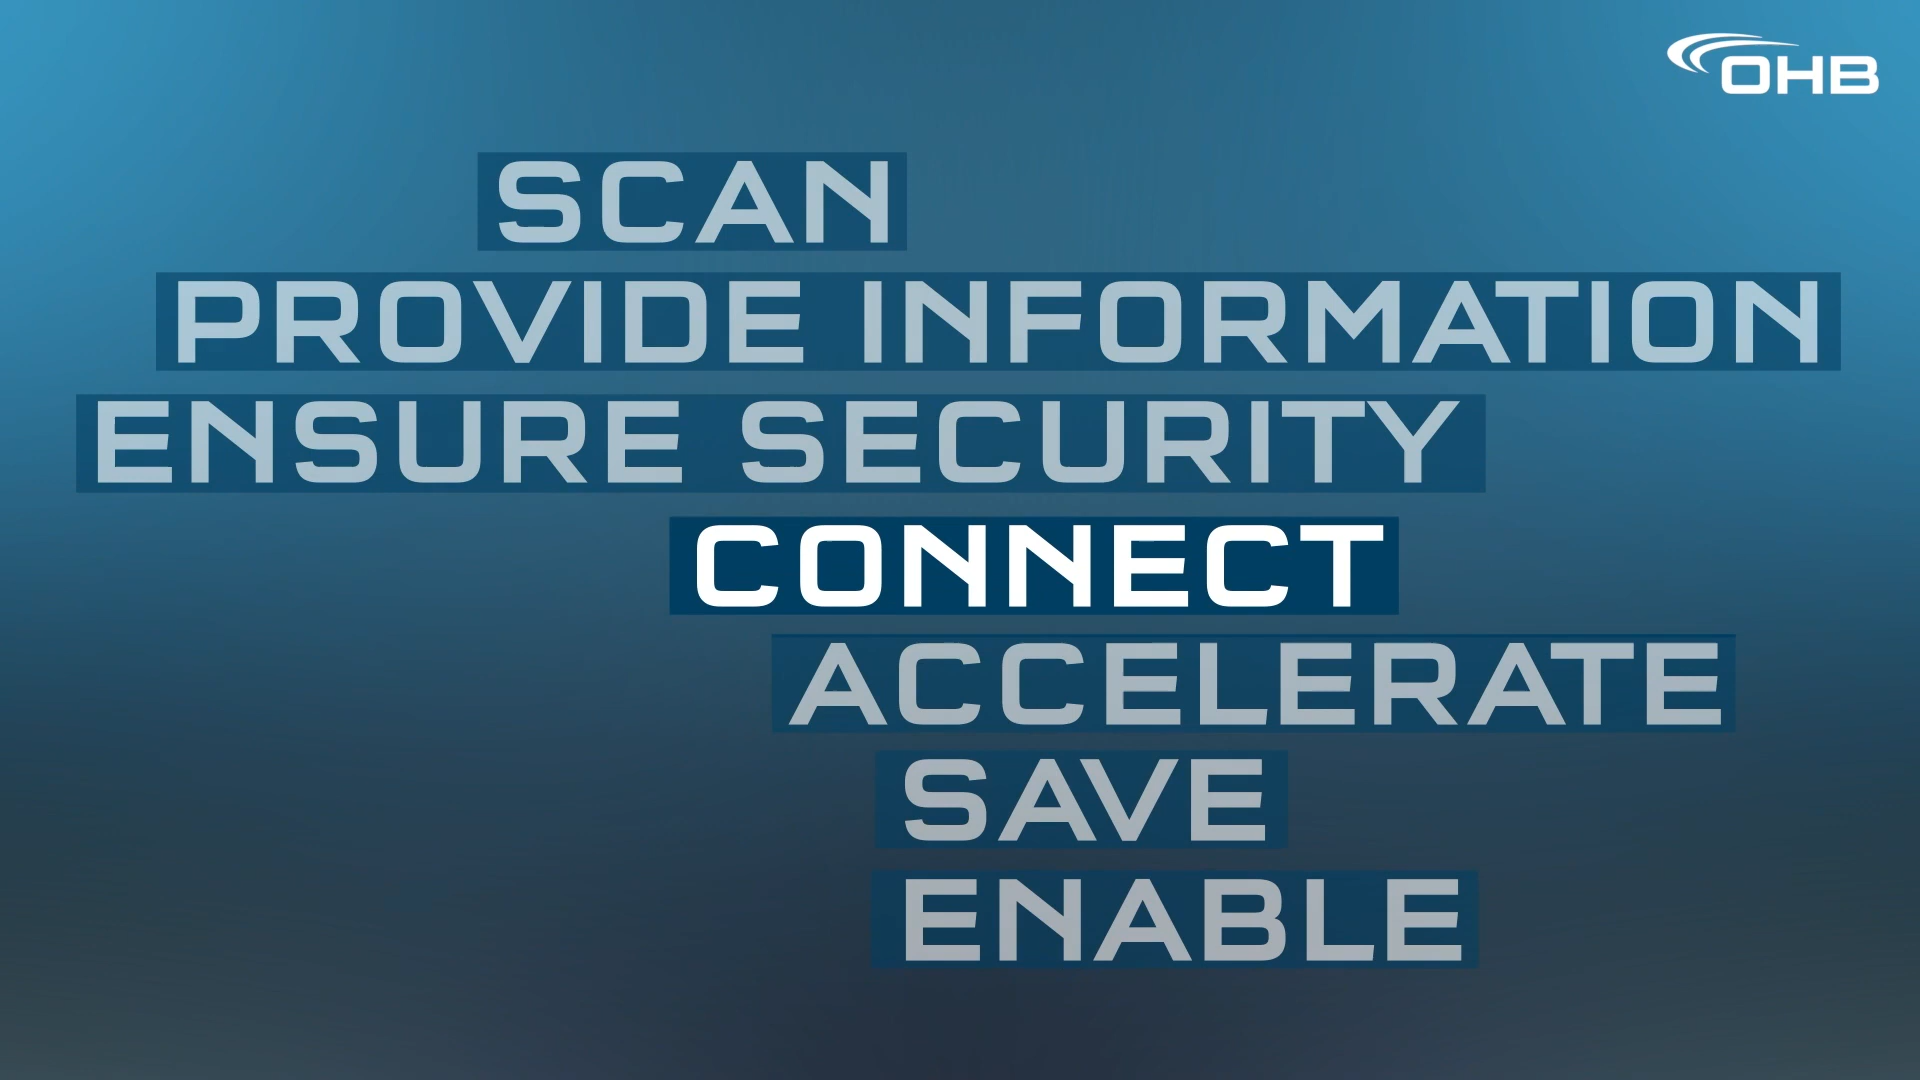 OHB
SCAN
PROVIDE INFORMATION
ENSURE SECURITY
CONNECT
ACCELERATE
SAVE
ENABLE